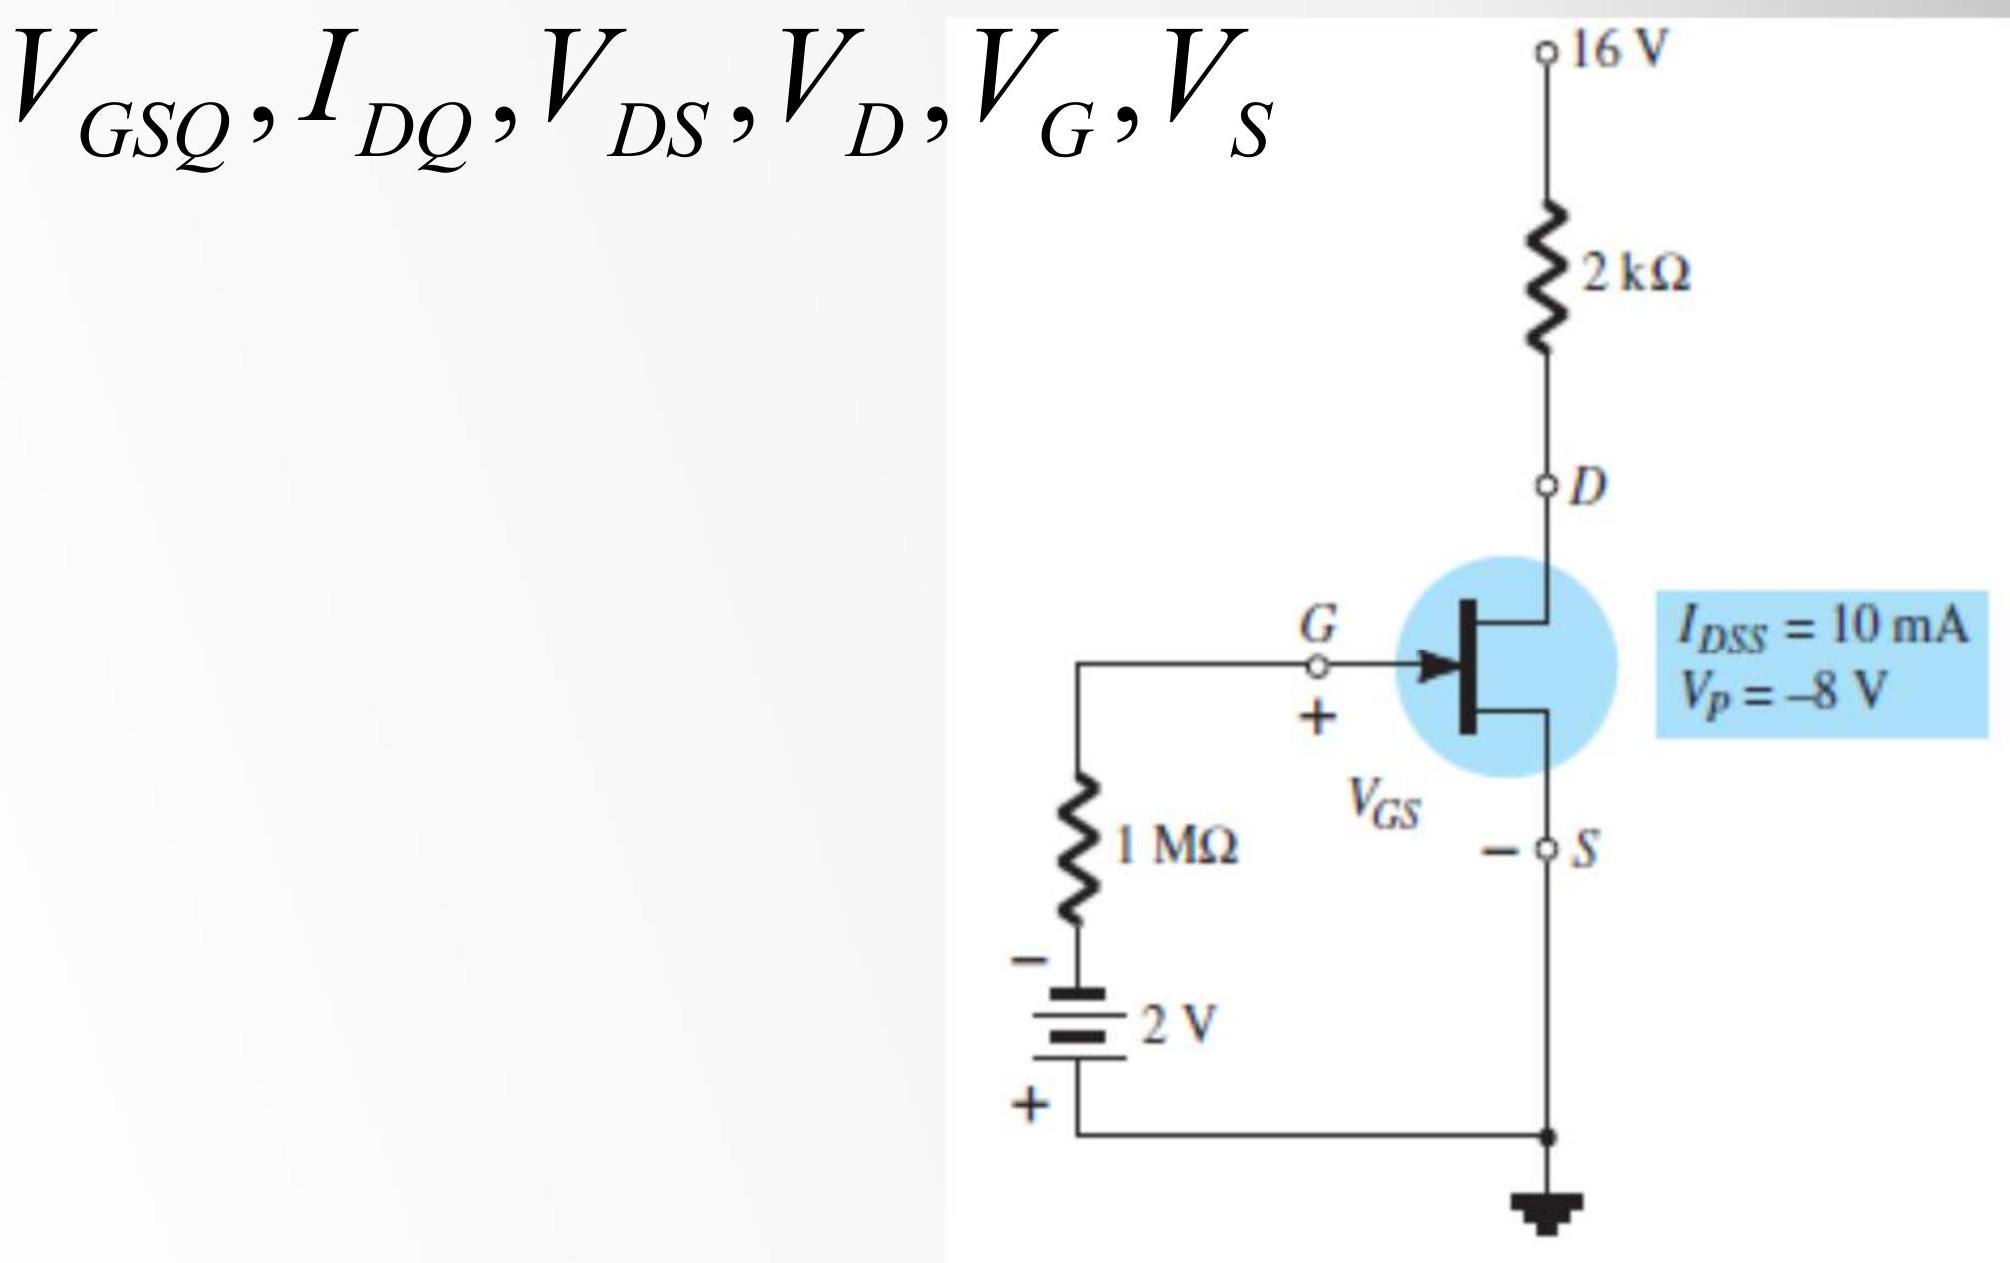 V_GSQ, I_DQ, V_DS, V_D, V_G, V_S
16 V
2 kΩ
D
G
I_DSS = 10 mA
V_P = –8 V
+
V_GS
1 MΩ
– S
–
2 V
+